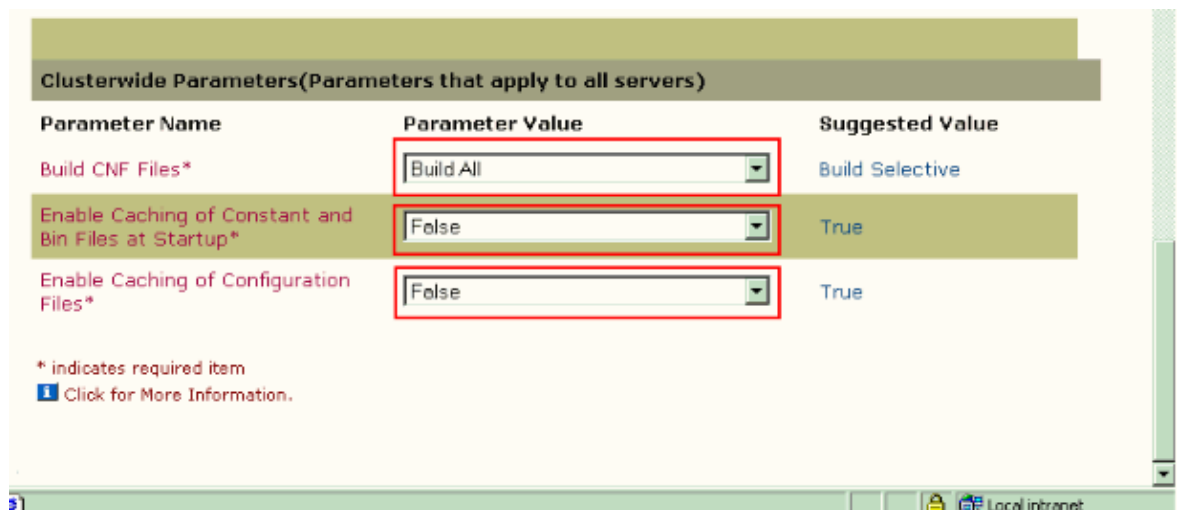 Clusterwide Parameters(Parameters that apply to all servers)
Parameter Name Parameter Value Suggested Value
Build CNF Files* Build All Build Selective
Enable Caching of Constant and
Bin Files at Startup* False True
Enable Caching of Configuration
Files* False True
* indicates required item
Click for More Information.
Local intranet